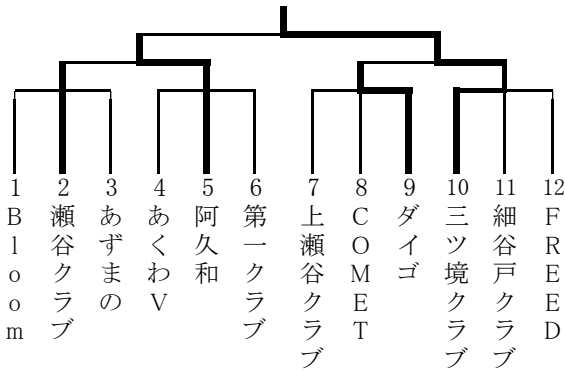 1 Bloom
2 瀬谷クラブ
3 あずまの
4 あくわV
5 阿久和
6 第一クラブ
7 上瀬谷クラブ
8 COMET
9 ダイゴ
10 三ツ境クラブ
11 細谷戸クラブ
12 FREED